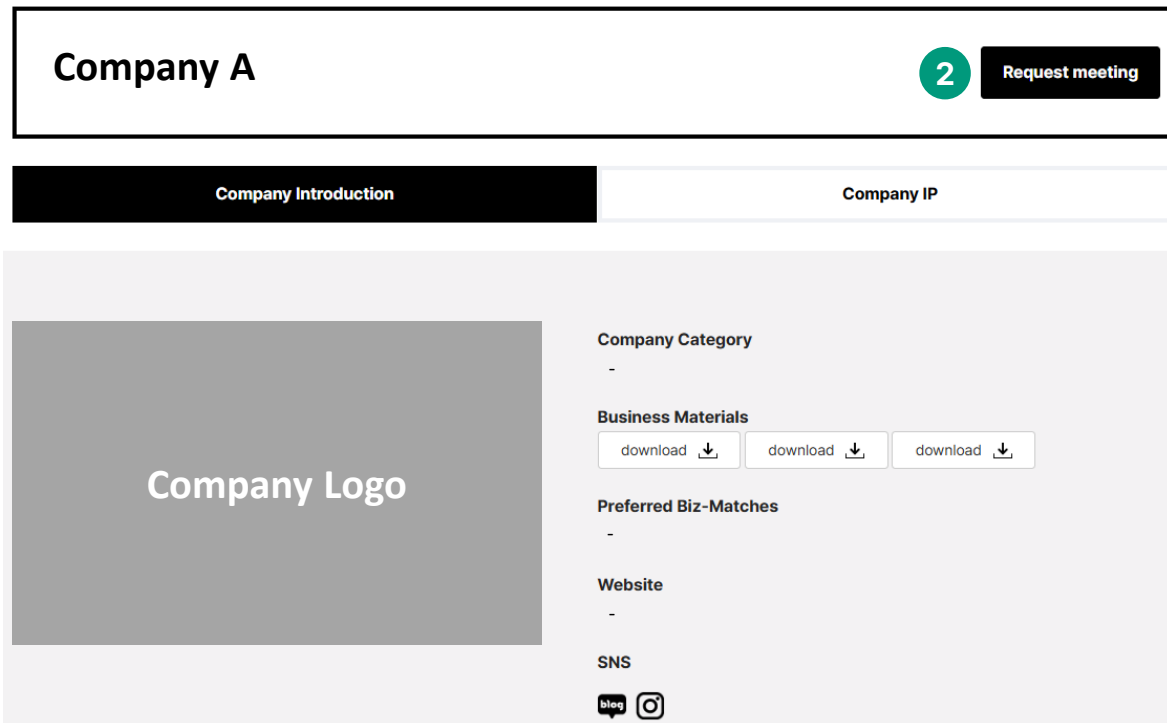 Company A
2
Request meeting
Company Introduction
Company IP
Company Logo
Company Category
-
Business Materials
download download download
Preferred Biz-Matches
-
Website
-
SNS
blog